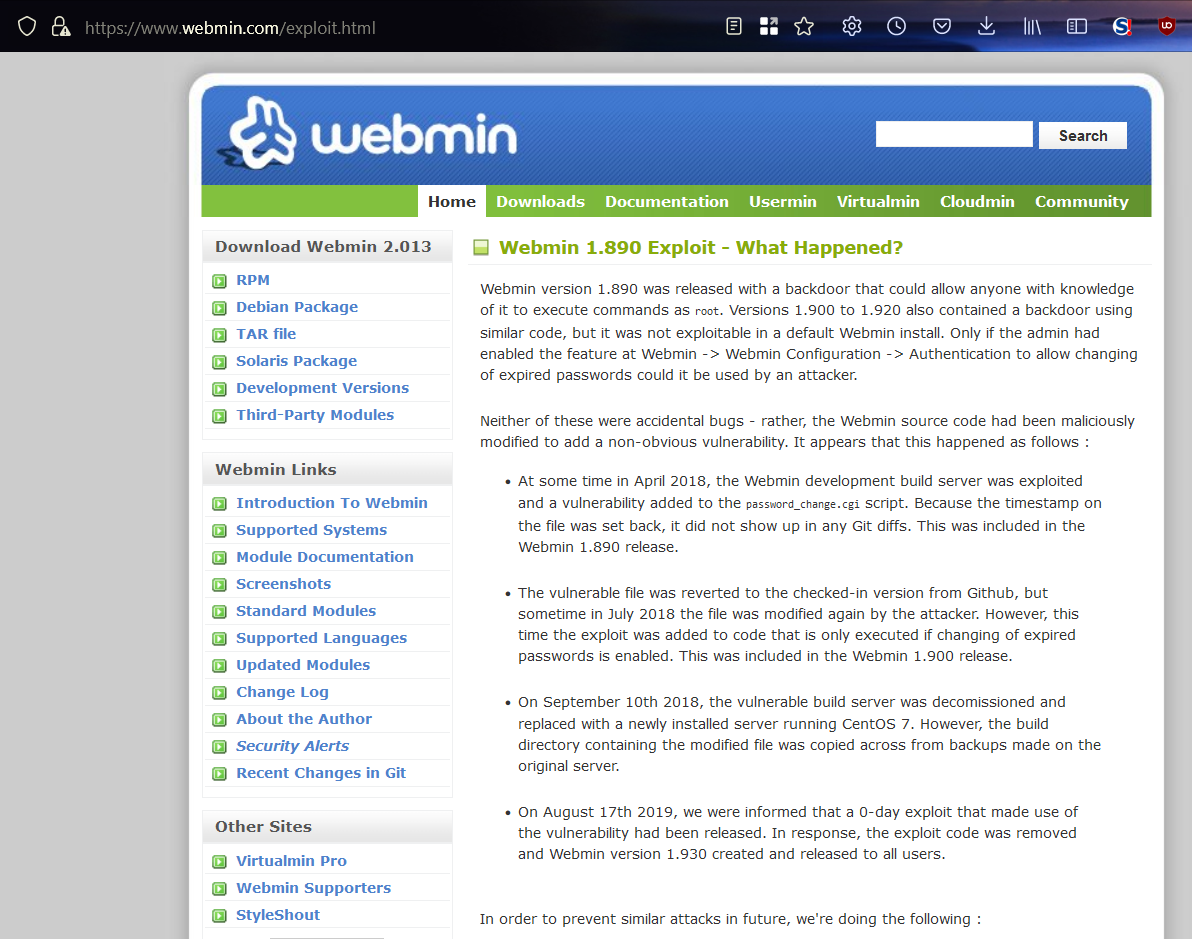 https://www.webmin.com/exploit.html
webmin
Search
Home Downloads Documentation Usermin Virtualmin Cloudmin Community
Download Webmin 2.013
RPM
Debian Package
TAR file
Solaris Package
Development Versions
Third-Party Modules
Webmin Links
Introduction To Webmin
Supported Systems
Module Documentation
Screenshots
Standard Modules
Supported Languages
Updated Modules
Change Log
About the Author
Security Alerts
Recent Changes in Git
Other Sites
Virtualmin Pro
Webmin Supporters
StyleShout
Webmin 1.890 Exploit - What Happened?
Webmin version 1.890 was released with a backdoor that could allow anyone with knowledge
of it to execute commands as root. Versions 1.900 to 1.920 also contained a backdoor using
similar code, but it was not exploitable in a default Webmin install. Only if the admin had
enabled the feature at Webmin -> Webmin Configuration -> Authentication to allow changing
of expired passwords could it be used by an attacker.
Neither of these were accidental bugs - rather, the Webmin source code had been maliciously
modified to add a non-obvious vulnerability. It appears that this happened as follows :
• At some time in April 2018, the Webmin development build server was exploited
and a vulnerability added to the password_change.cgi script. Because the timestamp on
the file was set back, it did not show up in any Git diffs. This was included in the
Webmin 1.890 release.
• The vulnerable file was reverted to the checked-in version from Github, but
sometime in July 2018 the file was modified again by the attacker. However, this
time the exploit was added to code that is only executed if changing of expired
passwords is enabled. This was included in the Webmin 1.900 release.
• On September 10th 2018, the vulnerable build server was decomissioned and
replaced with a newly installed server running CentOS 7. However, the build
directory containing the modified file was copied across from backups made on the
original server.
• On August 17th 2019, we were informed that a 0-day exploit that made use of
the vulnerability had been released. In response, the exploit code was removed
and Webmin version 1.930 created and released to all users.
In order to prevent similar attacks in future, we're doing the following :